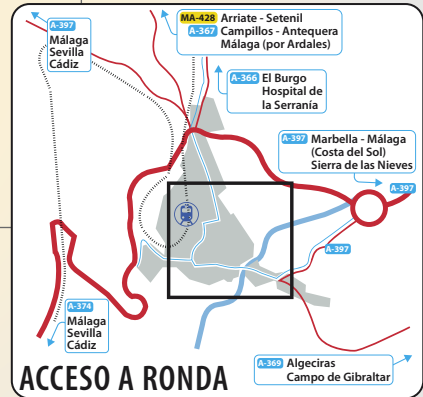 A-397
Málaga
Sevilla
Cádiz
MA-428 Arriate - Setenil
A-367 Campillos - Antequera
Málaga (por Ardales)
A-366 El Burgo
Hospital de
la Serranía
A-397 Marbella - Málaga
(Costa del Sol)
Sierra de las Nieves
A-397
A-397
A-374
Málaga
Sevilla
Cádiz
A-369 Algeciras
Campo de Gibraltar
ACCESO A RONDA